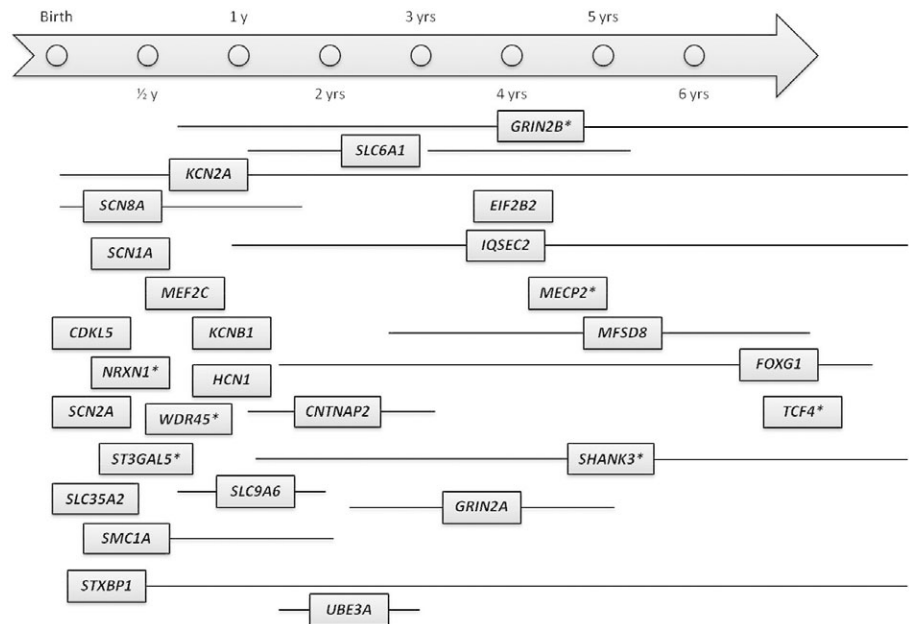 Birth
1 y
3 yrs
5 yrs
½ y
2 yrs
4 yrs
6 yrs
GRIN2B*
SLC6A1
KCN2A
SCN8A
EIF2B2
SCN1A
IQSEC2
MEF2C
MECP2*
CDKL5
KCNB1
MFSD8
NRXN1*
HCN1
FOXG1
SCN2A
WDR45*
CNTNAP2
TCF4*
ST3GAL5*
SHANK3*
SLC35A2
SLC9A6
GRIN2A
SMC1A
STXBP1
UBE3A